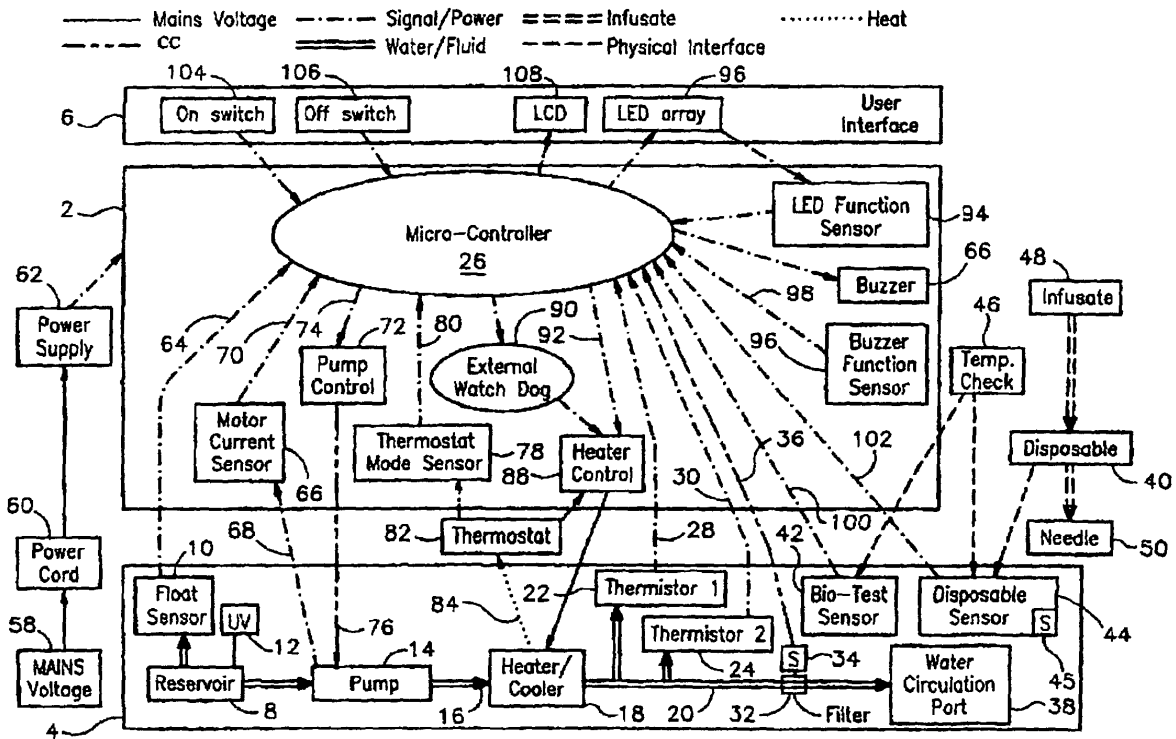 Mains Voltage
Signal/Power
Infusate
Heat
CC
Water/Fluid
Physical Interface
104
106
108
96
6
On switch
Off switch
LCD
LED array
User
Interface
2
Micro-Controller
26
LED Function
Sensor
94
Buzzer
66
62
Power
Supply
64
70
74
72
Pump
Control
80
90
External
Watch Dog
92
98
96
Buzzer
Function
Sensor
46
Temp.
Check
48
Infusate
Motor
Current
Sensor
66
Thermostat
Mode Sensor
78
88
Heater
Control
30
36
102
Disposable
40
60
Power
Cord
10
68
82
Thermostat
28
42
100
Needle
50
58
MAINS
Voltage
Float
Sensor
UV
12
76
14
84
22
Thermistor 1
Thermistor 2
24
Bio-Test
Sensor
Disposable
Sensor
S
44
45
Reservoir
8
Pump
16
Heater/
Cooler
18
20
S
34
32
Filter
Water
Circulation
Port
38
4